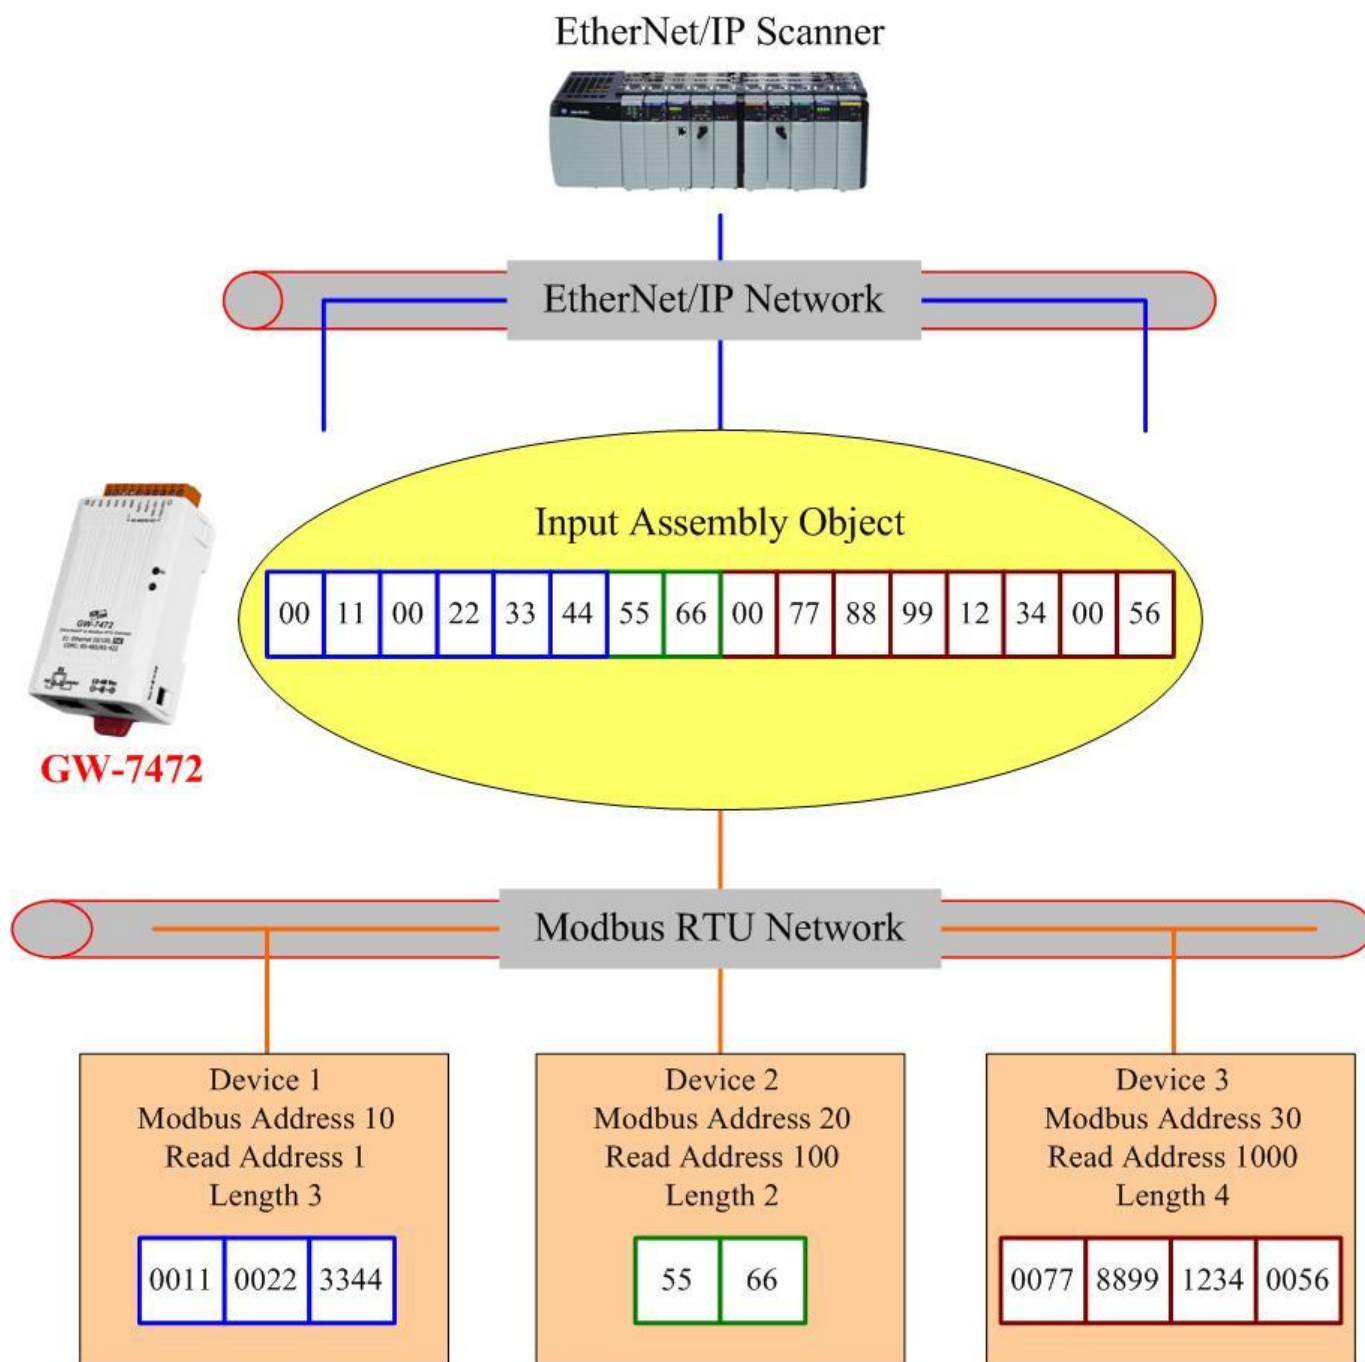 EtherNet/IP Scanner
EtherNet/IP Network
Input Assembly Object
00 11 00 22 33 44 55 66 00 77 88 99 12 34 00 56
GW-7472
GW-7472
Modbus RTU Network
Device 1
Modbus Address 10
Read Address 1
Length 3
0011 0022 3344
Device 2
Modbus Address 20
Read Address 100
Length 2
55 66
Device 3
Modbus Address 30
Read Address 1000
Length 4
0077 8899 1234 0056